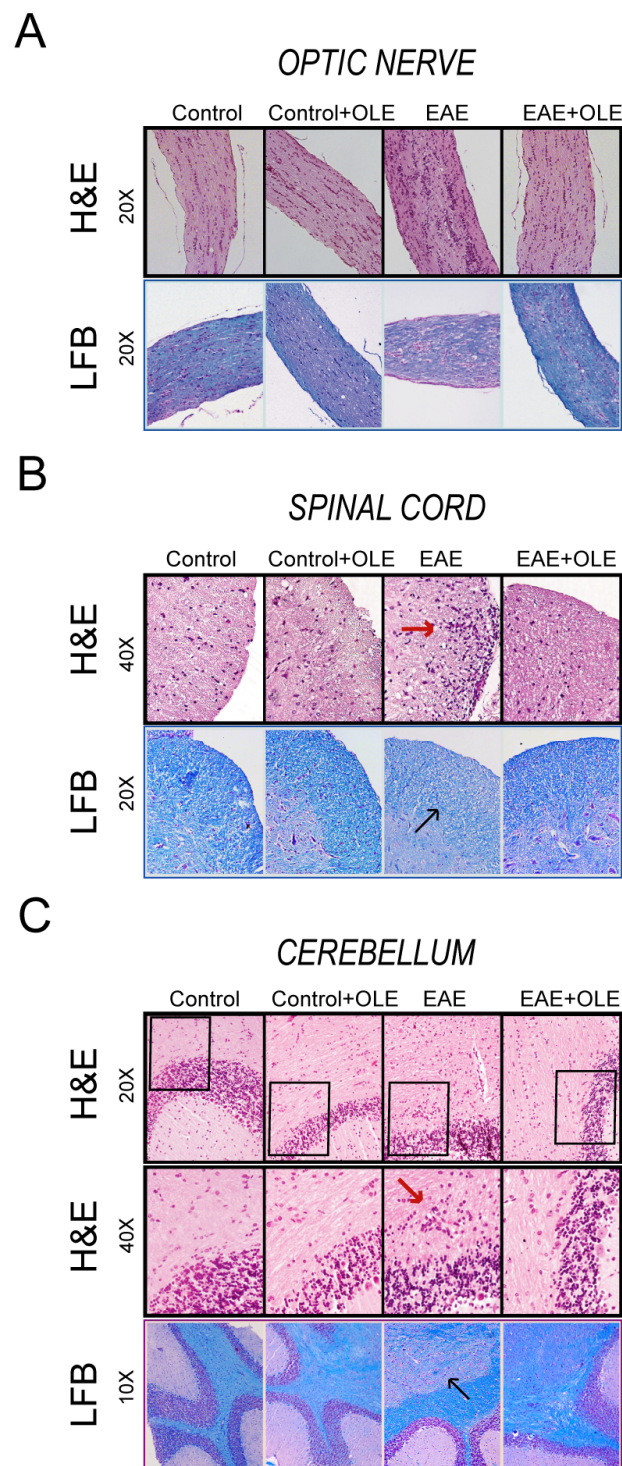 A
OPTIC NERVE
Control Control+OLE EAE EAE+OLE
H&E 20X
LFB 20X
B
SPINAL CORD
Control Control+OLE EAE EAE+OLE
H&E 40X
LFB 20X
C
CEREBELLUM
Control Control+OLE EAE EAE+OLE
H&E 20X
H&E 40X
LFB 10X